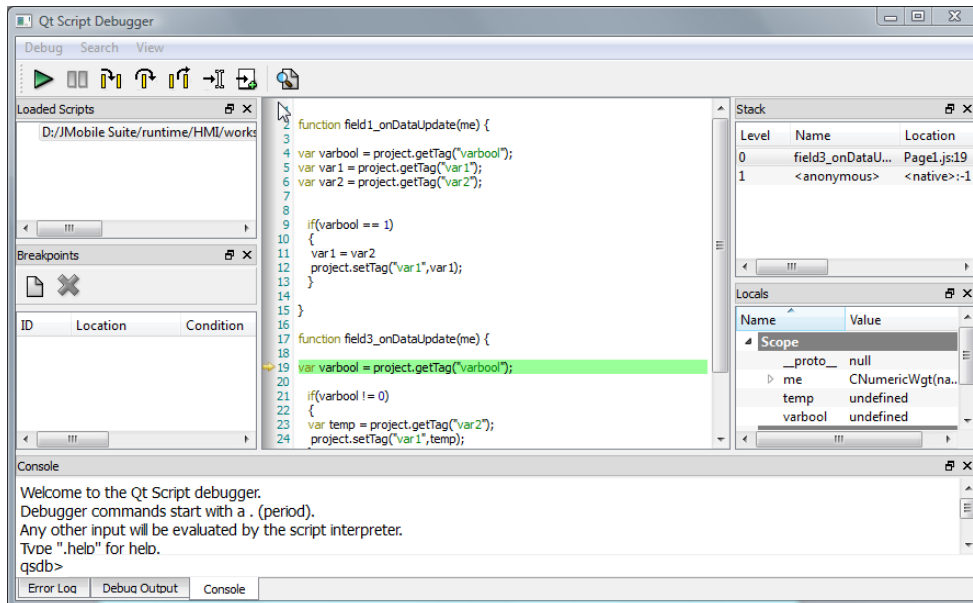 Qt Script Debugger
Debug Search View
Loaded Scripts
D:/JMobile Suite/runtime/HMI/works
Breakpoints
ID Location Condition
1
2 function field1_onDataUpdate(me) {
3
4 var varbool = project.getTag("varbool");
5 var var1 = project.getTag("var1");
6 var var2 = project.getTag("var2");
7
8
9 if(varbool == 1)
10 {
11 var1 = var2
12 project.setTag("var1",var1);
13 }
14
15 }
16
17 function field3_onDataUpdate(me) {
18
19 var varbool = project.getTag("varbool");
20
21 if(varbool != 0)
22 {
23 var temp = project.getTag("var2");
24 project.setTag("var1",temp);
Stack
Level Name Location
0 field3_onDataU... Page1.js:19
1 <anonymous> <native>:-1
Locals
Name Value
Scope
__proto__ null
me CNumericWgt(na...
temp undefined
varbool undefined
Console
Welcome to the Qt Script debugger.
Debugger commands start with a . (period).
Any other input will be evaluated by the script interpreter.
Type ".help" for help.
qsdb>
Error Log Debug Output Console